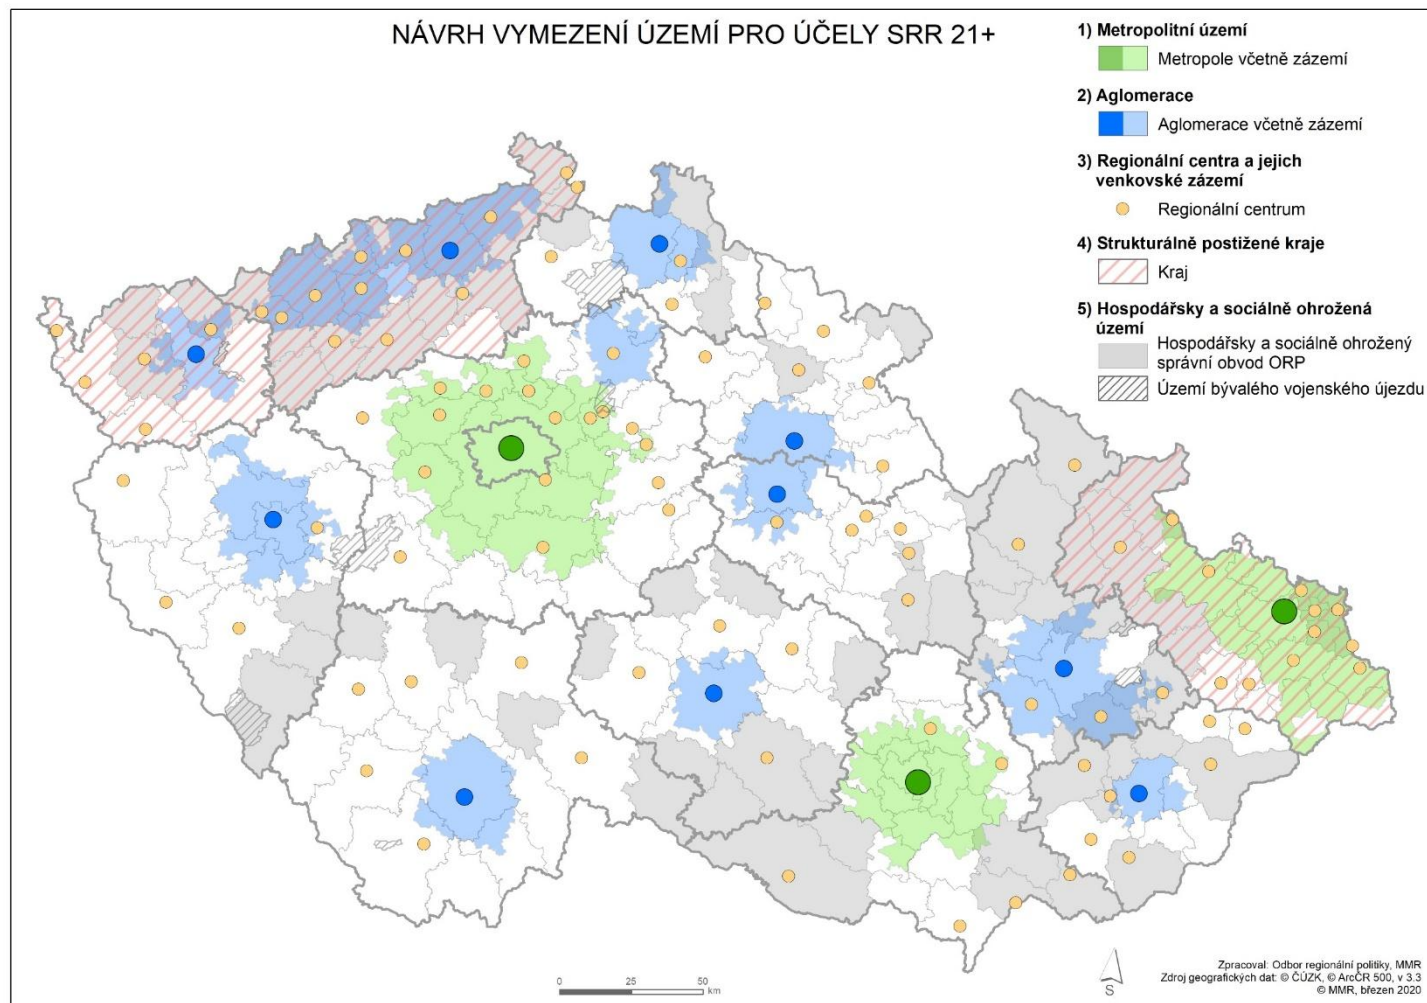 NÁVRH VYMEZENÍ ÚZEMÍ PRO ÚČELY SRR 21+
1) Metropolitní území
Metropole včetně zázemí
2) Aglomerace
Aglomerace včetně zázemí
3) Regionální centra a jejich
venkovské zázemí
Regionální centrum
4) Strukturálně postižené kraje
Kraj
5) Hospodářsky a sociálně ohrožená
území
Hospodářsky a sociálně ohrožený
správní obvod ORP
Území bývalého vojenského újezdu
0 25 50
km
S
Zpracoval: Odbor regionální politiky, MMR
Zdroj geografických dat: © ČÚZK, © ArcČR 500, v 3.3
© MMR, březen 2020